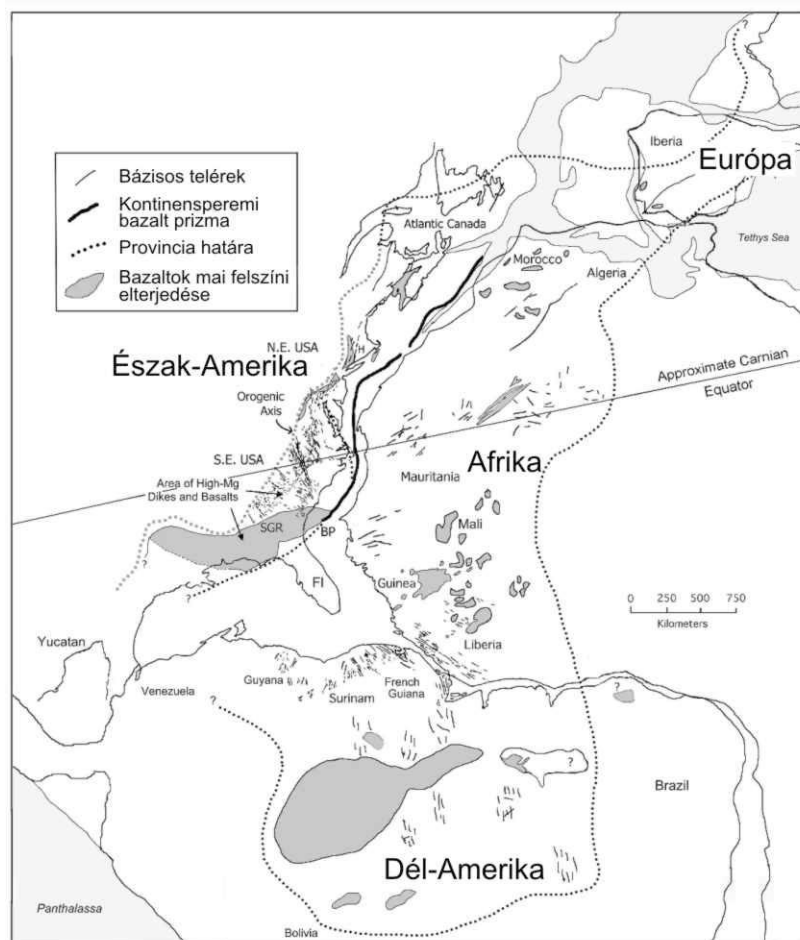 Bázisos telérek
Kontinensperemi
bazalt prizma
Provincia határa
Bazaltok mai felszíni
elterjedése
?
Iberia
Európa
Atlantic Canada
Tethys Sea
Morocco
Algeria
N.E. USA
H
Észak-Amerika
Approximate Carnian
Equator
Orogenic
Axis
S.E. USA
Afrika
Area of High-Mg
Dikes and Basalts
Mauritania
SGR
BP
Mali
?
Fl
Guinea
?
0 250 500 750
Kilometers
Liberia
Yucatan
Venezuela
Guyana
French
Guiana
Surinam
?
?
?
Brazil
Dél-Amerika
Panthalassa
Bolivia